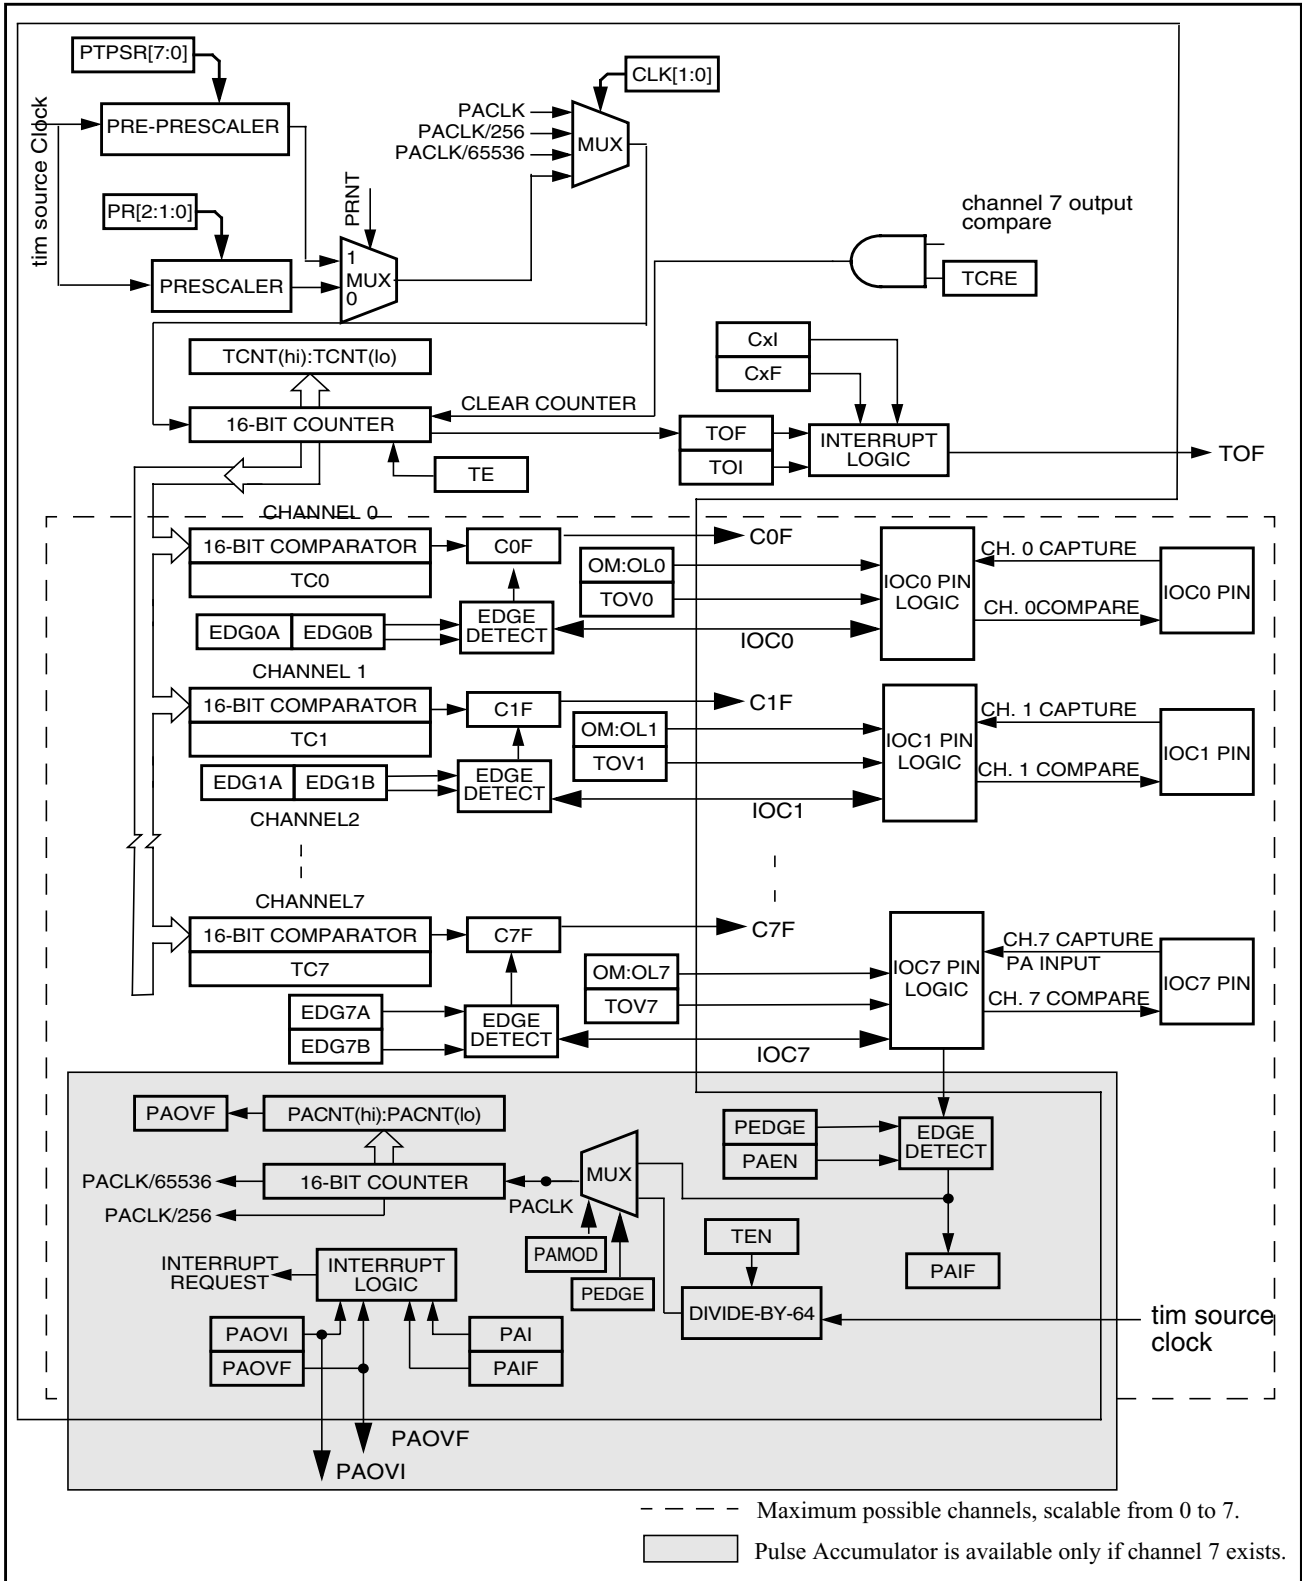 PTPSR[7:0]
CLK[1:0]
tim source Clock
PRE-PRESCALER
PACLK
PACLK/256
PACLK/65536
MUX
PR[2:1:0]
PRNT
channel 7 output
compare
PRESCALER
1
MUX
0
TCRE
TCNT(hi):TCNT(lo)
CxI
CxF
CLEAR COUNTER
16-BIT COUNTER
TOF
TOI
INTERRUPT
LOGIC
TOF
TE
CHANNEL 0
16-BIT COMPARATOR
TC0
C0F
C0F
OM:OL0
TOV0
IOC0 PIN
LOGIC
CH. 0 CAPTURE
CH. 0COMPARE
IOC0 PIN
EDG0A
EDG0B
EDGE
DETECT
IOC0
CHANNEL 1
16-BIT COMPARATOR
TC1
C1F
C1F
OM:OL1
TOV1
IOC1 PIN
LOGIC
CH. 1 CAPTURE
CH. 1 COMPARE
IOC1 PIN
EDG1A
EDG1B
EDGE
DETECT
IOC1
CHANNEL2
CHANNEL7
16-BIT COMPARATOR
TC7
C7F
C7F
OM:OL7
TOV7
IOC7 PIN
LOGIC
CH.7 CAPTURE
PA INPUT
CH. 7 COMPARE
IOC7 PIN
EDG7A
EDG7B
EDGE
DETECT
IOC7
PAOVF
PACNT(hi):PACNT(lo)
PEDGE
PAEN
EDGE
DETECT
MUX
PACLK/65536
16-BIT COUNTER
PACLK
PACLK/256
PAMOD
TEN
INTERRUPT
REQUEST
INTERRUPT
LOGIC
PEDGE
PAIF
DIVIDE-BY-64
tim source
clock
PAOVI
PAOVF
PAI
PAIF
PAOVF
PAOVI
Maximum possible channels, scalable from 0 to 7.
Pulse Accumulator is available only if channel 7 exists.